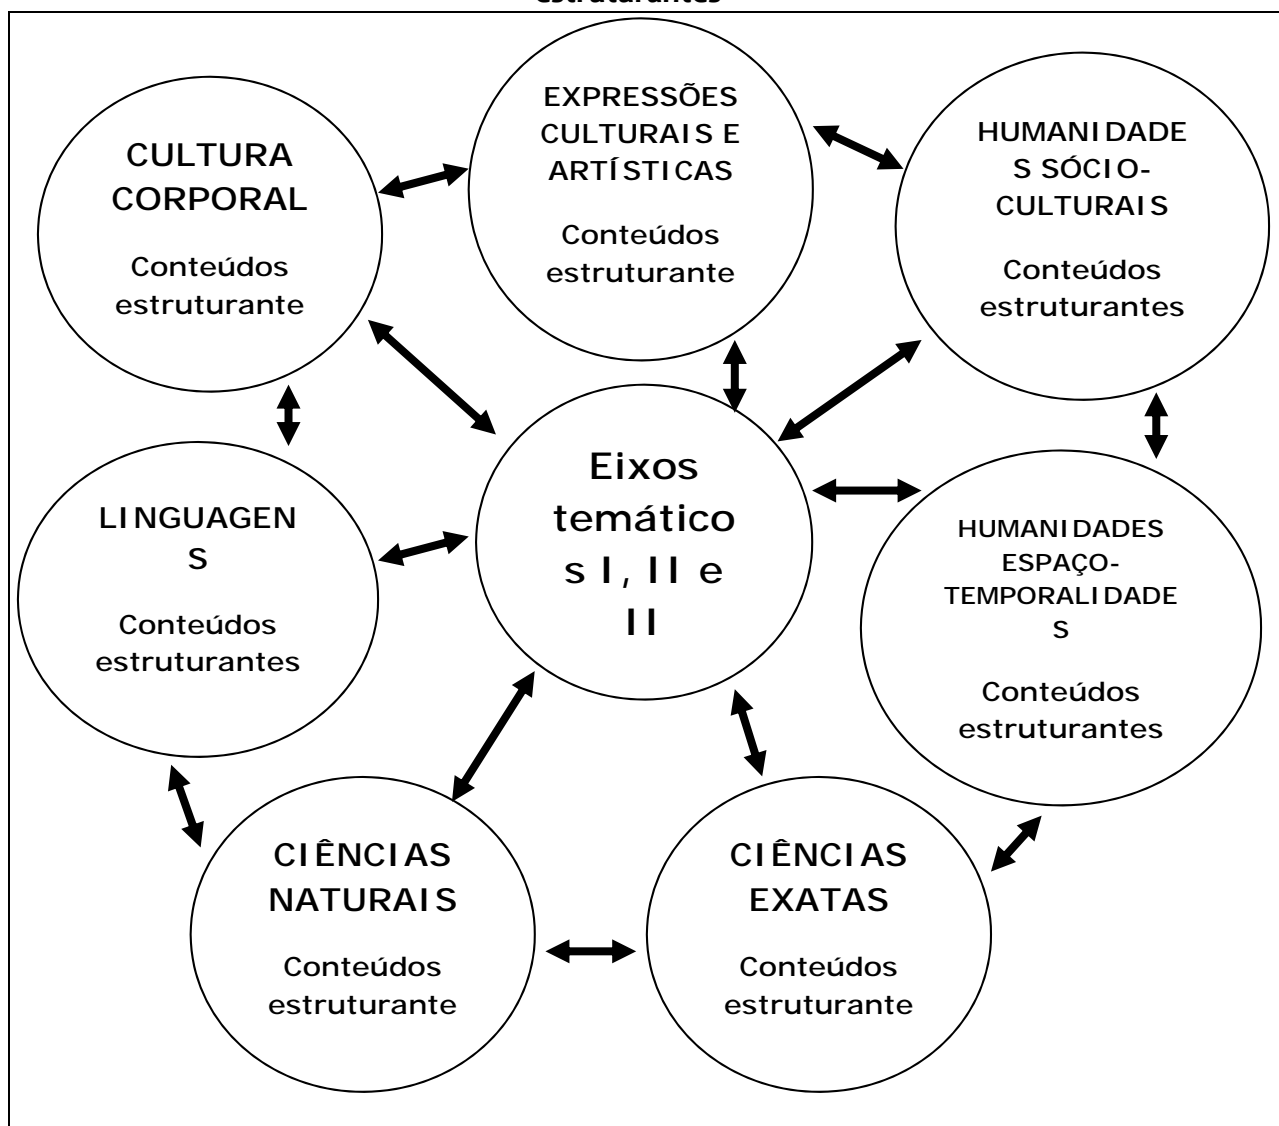 estruturantes
CULTURA
CORPORAL
Conteúdos
estruturante
EXPRESSÕES
CULTURAIS E
ARTÍSTICAS
Conteúdos
estruturante
HUMANIDADE
S SÓCIO-
CULTURAIS
Conteúdos
estruturantes
LINGUAGEN
S
Conteúdos
estruturantes
Eixos
temático
s I, II e
II
HUMANIDADES
ESPAÇO-
TEMPORALIDADE
S
Conteúdos
estruturantes
CIÊNCIAS
NATURAIS
Conteúdos
estruturante
CIÊNCIAS
EXATAS
Conteúdos
estruturante